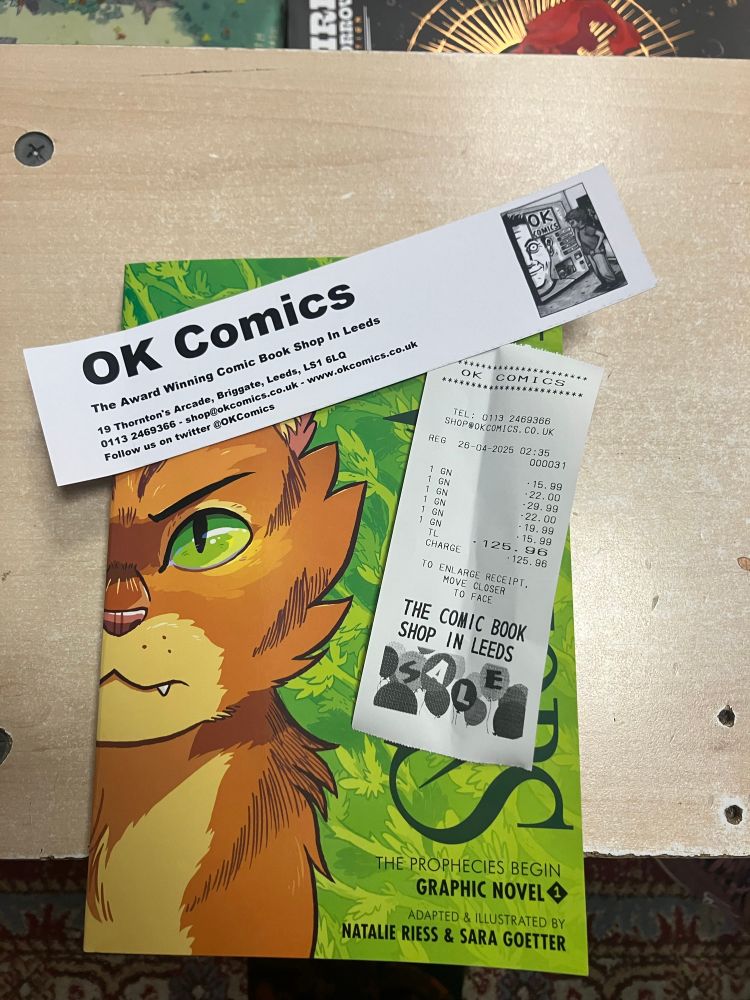 OK
COMICS
OK Comics
The Award Winning Comic Book Shop In Leeds
19 Thornton's Arcade, Briggate, Leeds, LS1 6LQ
0113 2469366 - shop@okcomics.co.uk - www.okcomics.co.uk
Follow us on twitter @OKComics
********************
OK COMICS
********************
TEL: 0113 2469366
SHOP@OKCOMICS.CO.UK
REG 26-04-2025 02:35
000031
1 GN ·15.99
1 GN ·22.00
1 GN ·29.99
1 GN ·22.00
1 GN ·19.99
1 GN ·15.99
TL ·125.96
CHARGE ·125.96
TO ENLARGE RECEIPT,
MOVE CLOSER
TO FACE
THE COMIC BOOK
SHOP IN LEEDS
SALE
THE PROPHECIES BEGIN
GRAPHIC NOVEL 1
ADAPTED & ILLUSTRATED BY
NATALIE RIESS & SARA GOETTER